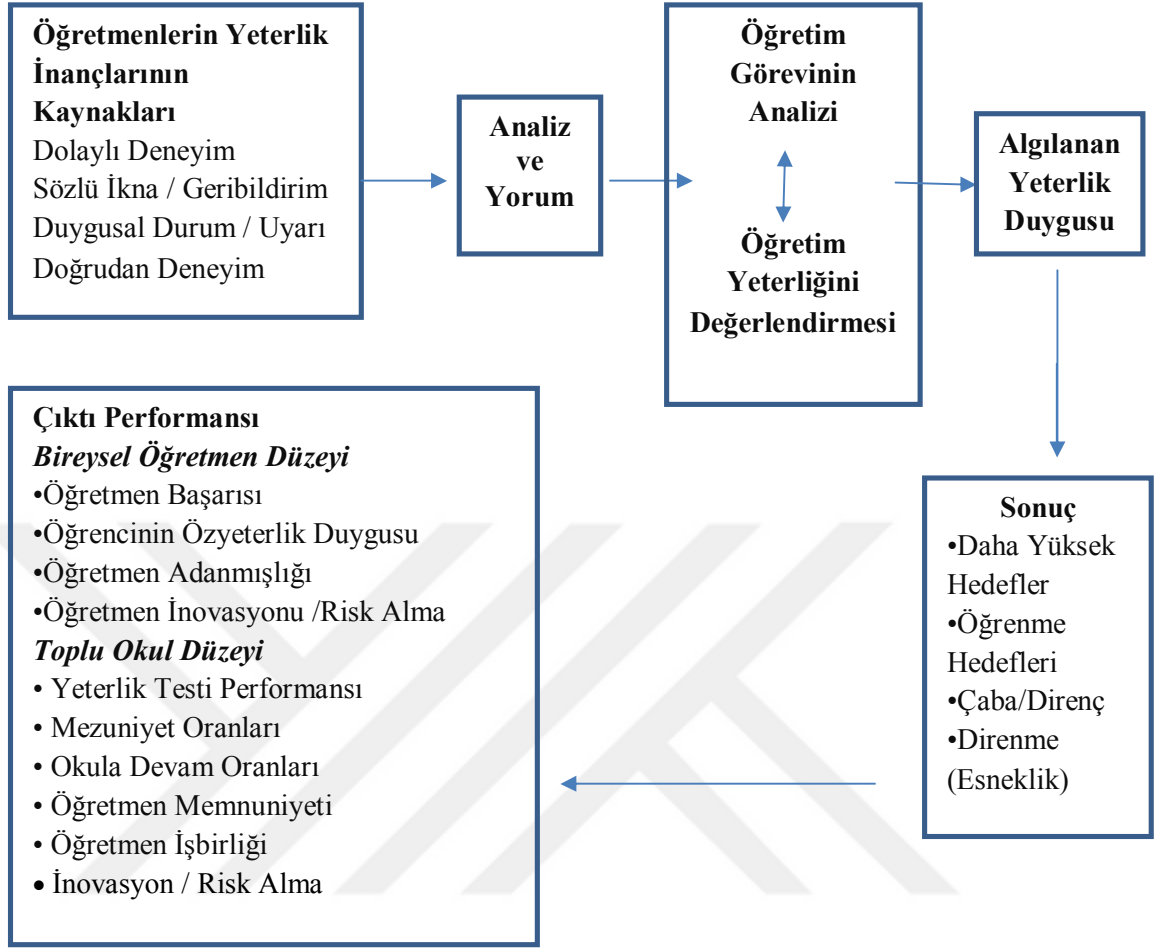 Öğretmenlerin Yeterlik
İnançlarının
Kaynakları
Dolaylı Deneyim
Sözlü İkna / Geribildirim
Duygusal Durum / Uyarı
Doğrudan Deneyim
Analiz
ve
Yorum
Öğretim
Görevinin
Analizi
Öğretim
Yeterliğini
Değerlendirmesi
Algılanan
Yeterlik
Duygusu
Sonuç
•Daha Yüksek
Hedefler
•Öğrenme
Hedefleri
•Çaba/Direnç
•Direnme
(Esneklik)
Çıktı Performansı
Bireysel Öğretmen Düzeyi
•Öğretmen Başarısı
•Öğrencinin Özyeterlik Duygusu
•Öğretmen Adanmışlığı
•Öğretmen İnovasyonu /Risk Alma
Toplu Okul Düzeyi
• Yeterlik Testi Performansı
• Mezuniyet Oranları
• Okula Devam Oranları
• Öğretmen Memnuniyeti
• Öğretmen İşbirliği
• İnovasyon / Risk Alma